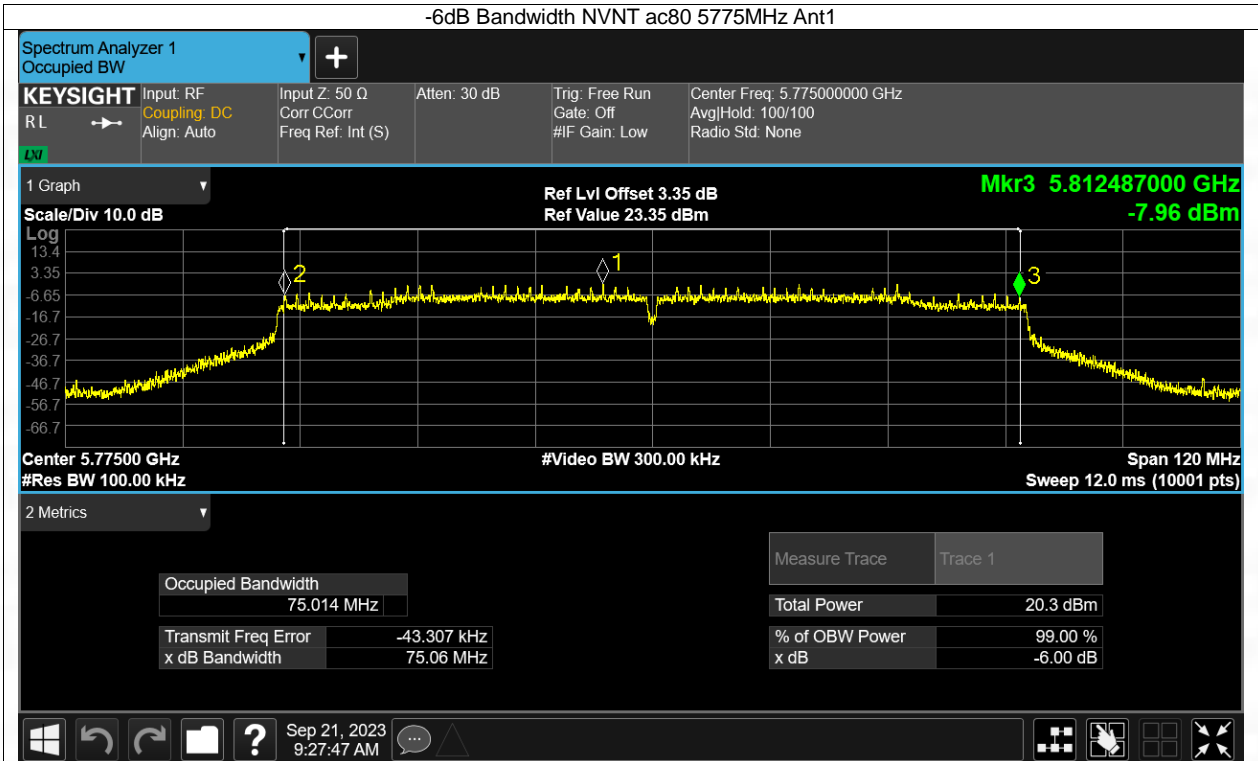 -6dB Bandwidth NVNT ac80 5775MHz Ant1
Spectrum Analyzer 1
Occupied BW
KEYSIGHT
R L
LXI
Input: RF
Coupling: DC
Align: Auto
Input Z: 50 Ω
Corr CCorr
Freq Ref: Int (S)
Atten: 30 dB
Trig: Free Run
Gate: Off
#IF Gain: Low
Center Freq: 5.775000000 GHz
Avg|Hold: 100/100
Radio Std: None
1 Graph
Scale/Div 10.0 dB
Ref Lvl Offset 3.35 dB
Ref Value 23.35 dBm
Mkr3 5.812487000 GHz
-7.96 dBm
Log
13.4
3.35
-6.65
-16.7
-26.7
-36.7
-46.7
-56.7
-66.7
2
1
3
Center 5.77500 GHz
#Res BW 100.00 kHz
#Video BW 300.00 kHz
Span 120 MHz
Sweep 12.0 ms (10001 pts)
2 Metrics
Occupied Bandwidth
75.014 MHz
Transmit Freq Error -43.307 kHz
x dB Bandwidth 75.06 MHz
Measure Trace Trace 1
Total Power 20.3 dBm
% of OBW Power 99.00 %
x dB -6.00 dB
?
Sep 21, 2023
9:27:47 AM